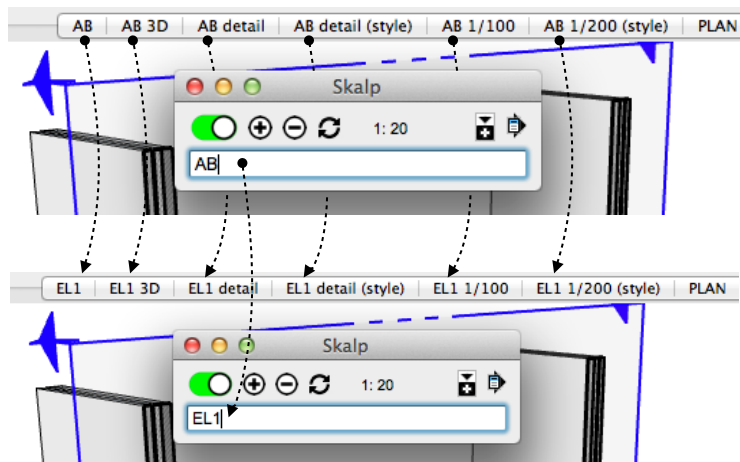 AB AB 3D AB detail AB detail (style) AB 1/100 AB 1/200 (style) PLAN
Skalp
1: 20
AB
EL1 EL1 3D EL1 detail EL1 detail (style) EL1 1/100 EL1 1/200 (style) PLAN
Skalp
1: 20
EL1